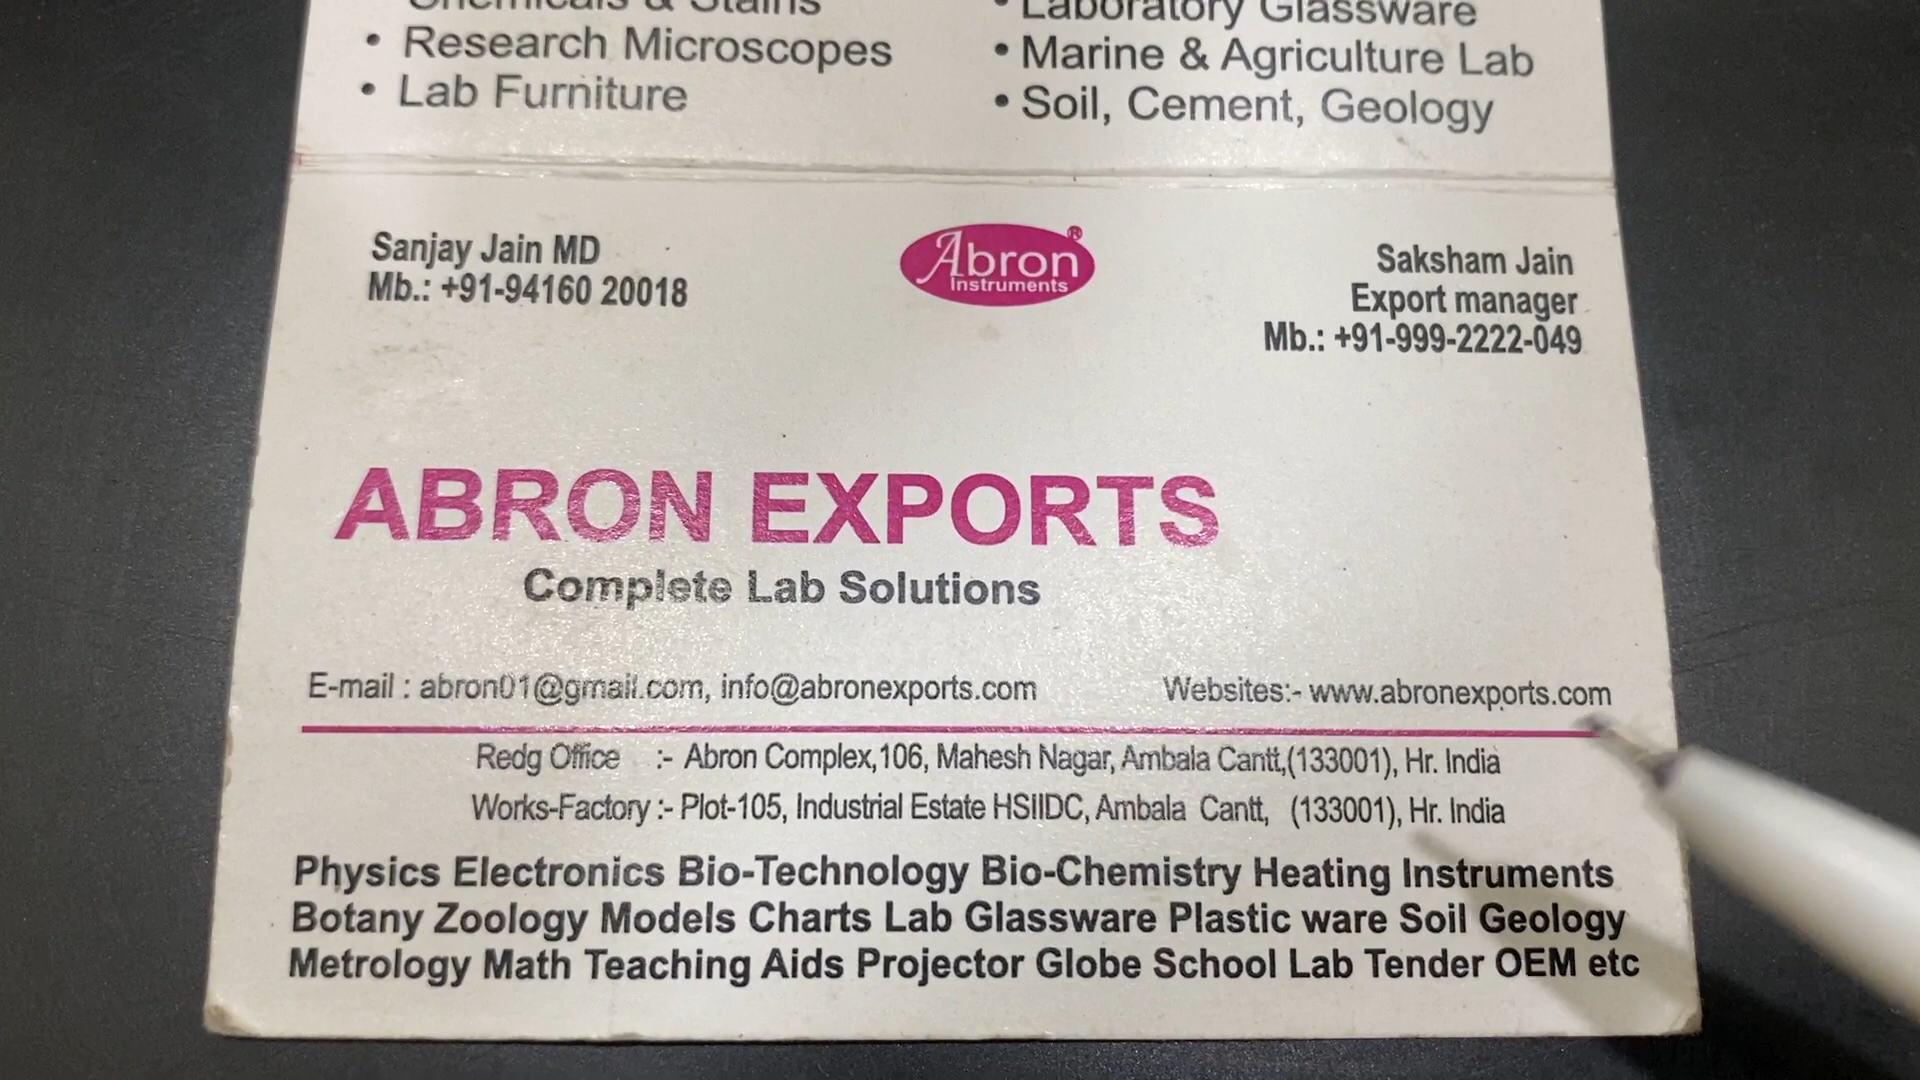 Chemicals & Stains
• Research Microscopes
• Lab Furniture
• Laboratory Glassware
• Marine & Agriculture Lab
• Soil, Cement, Geology
Sanjay Jain MD
Mb.: +91-94160 20018
Abron®
Instruments
Saksham Jain
Export manager
Mb.: +91-999-2222-049
ABRON EXPORTS
Complete Lab Solutions
E-mail : abron01@gmail.com, info@abronexports.com
Websites:- www.abronexports.com
Redg Office :- Abron Complex,106, Mahesh Nagar, Ambala Cantt,(133001), Hr. India
Works-Factory :- Plot-105, Industrial Estate HSIIDC, Ambala Cantt, (133001), Hr. India
Physics Electronics Bio-Technology Bio-Chemistry Heating Instruments
Botany Zoology Models Charts Lab Glassware Plastic ware Soil Geology
Metrology Math Teaching Aids Projector Globe School Lab Tender OEM etc